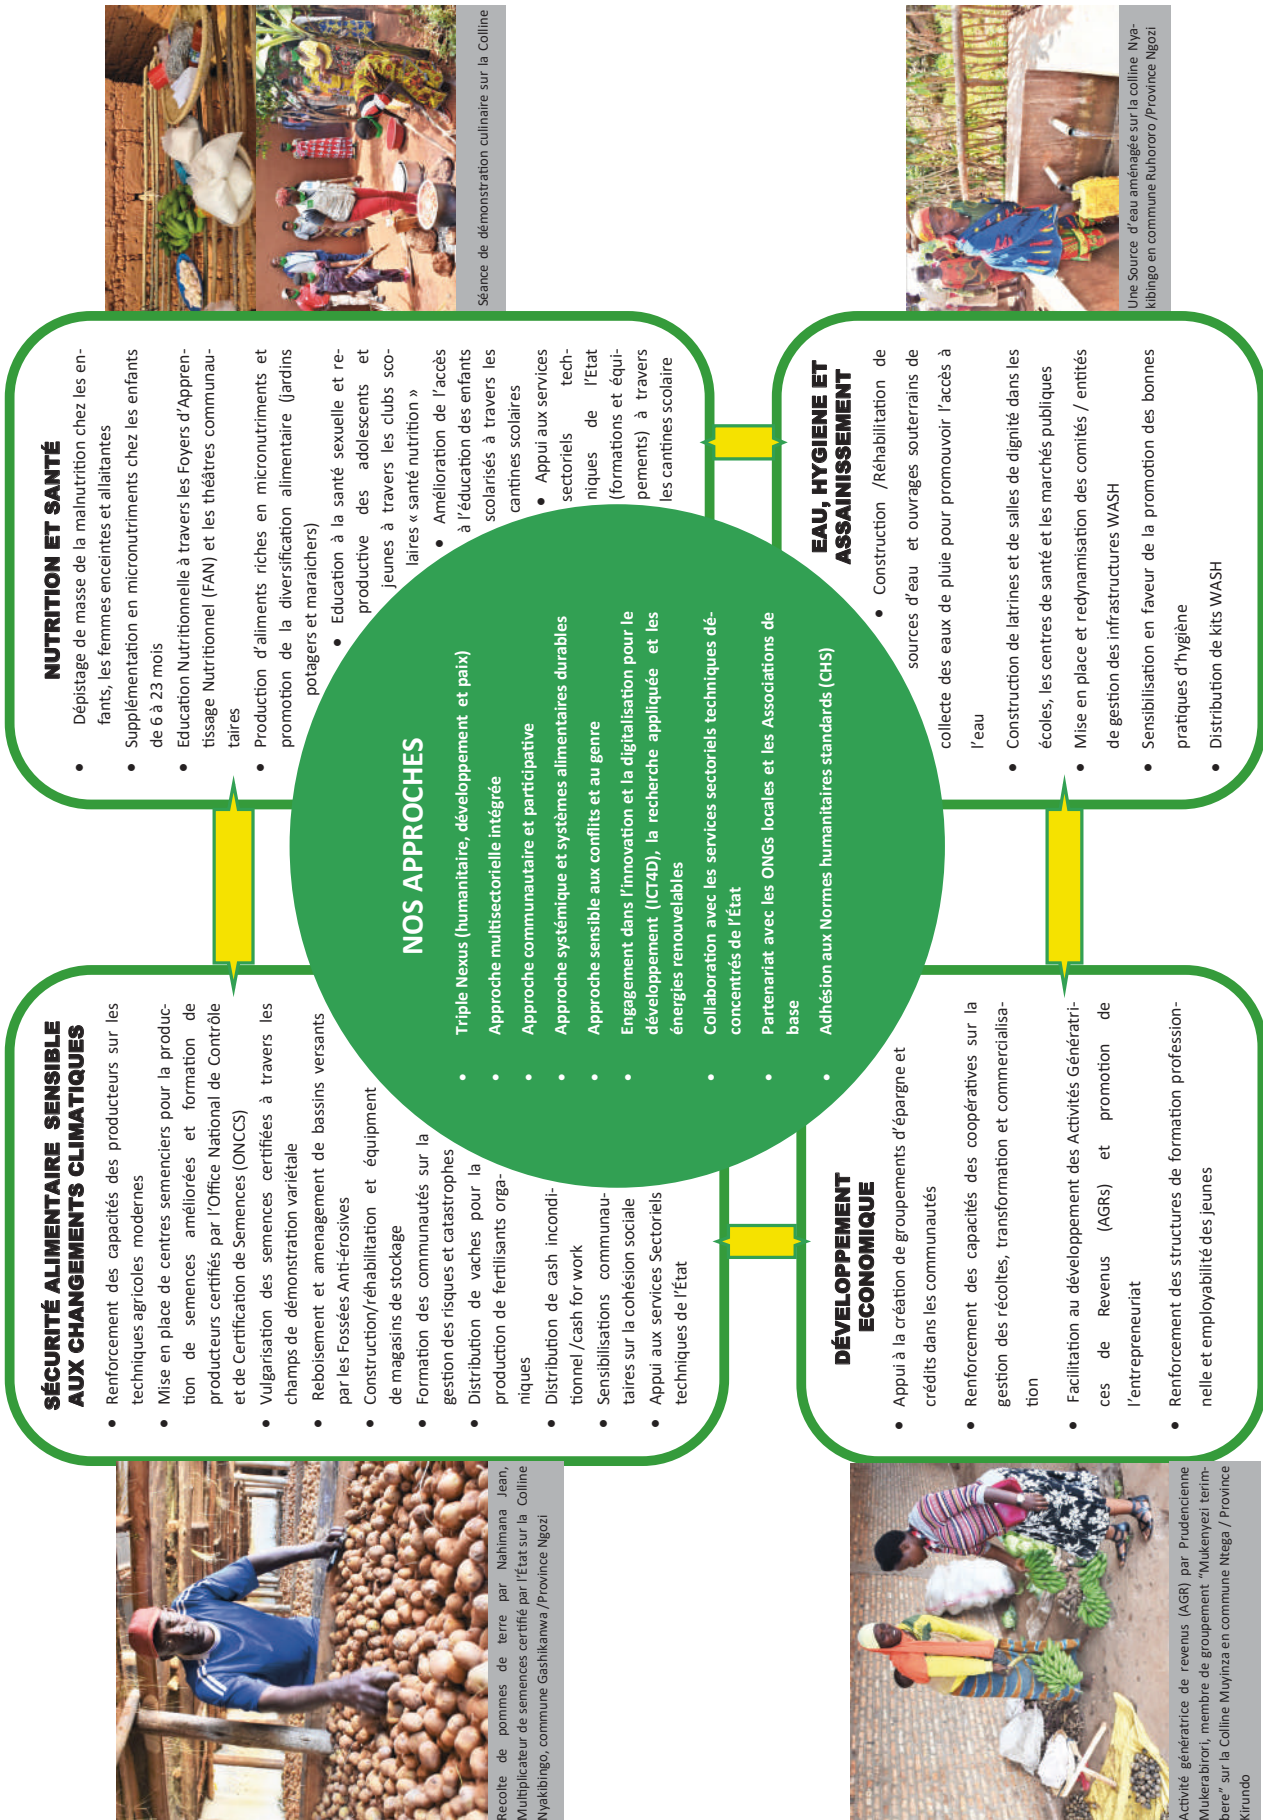 SÉCURITÉ ALIMENTAIRE SENSIBLE
AUX CHANGEMENTS CLIMATIQUES
• Renforcement des capacités des producteurs sur les
techniques agricoles modernes
• Mise en place de centres semenciers pour la produc-
tion de semences améliorées et formation de
producteurs certifiés par l'Office National de Contrôle
et de Certification de Semences (ONCCS)
• Vulgarisation des semences certifiées à travers les
champs de démonstration variétale
• Reboisement et amenagement de bassins versants
par les Fossées Anti-érosives
• Construction/réhabilitation et équipment
de magasins de stockage
• Formation des communautés sur la
gestion des risques et catastrophes
• Distribution de vaches pour la
production de fertilisants orga-
niques
• Distribution de cash incondi-
tionnel /cash for work
• Sensibilisations communau-
taires sur la cohésion sociale
• Appui aux services Sectoriels
techniques de l'État
NUTRITION ET SANTÉ
• Dépistage de masse de la malnutrition chez les en-
fants, les femmes enceintes et allaitantes
• Supplémentation en micronutriments chez les enfants
de 6 à 23 mois
• Education Nutritionnelle à travers les Foyers d'Appren-
tissage Nutritionnel (FAN) et les théâtres communau-
taires
• Production d'aliments riches en micronutriments et
promotion de la diversification alimentaire (jardins
potagers et maraichers)
• Education à la santé sexuelle et re-
productive des adolescents et
jeunes à travers les clubs sco-
laires « santé nutrition »
• Amélioration de l'accès
à l'éducation des enfants
scolarisés à travers les
cantines scolaires
• Appui aux services
sectoriels tech-
niques de l'Etat
(formations et équi-
pements) à travers
les cantines scolaire
NOS APPROCHES
• Triple Nexus (humanitaire, développement et paix)
• Approche multisectorielle intégrée
• Approche communautaire et participative
• Approche systémique et systèmes alimentaires durables
• Approche sensible aux conflits et au genre
• Engagement dans l'innovation et la digitalisation pour le
développement (ICT4D), la recherche appliquée et les
énergies renouvelables
• Collaboration avec les services sectoriels techniques dé-
concentrés de l'État
• Partenariat avec les ONGs locales et les Associations de
base
• Adhésion aux Normes humanitaires standards (CHS)
DÉVELOPPEMENT
ECONOMIQUE
• Appui à la création de groupements d'épargne et
crédits dans les communautés
• Renforcement des capacités des coopératives sur la
gestion des récoltes, transformation et commercialisa-
tion
• Facilitation au développement des Activités Génératri-
ces de Revenus (AGRs) et promotion de
l'entrepreneuriat
• Renforcement des structures de formation profession-
nelle et employabilité des jeunes
EAU, HYGIENE ET
ASSAINISSEMENT
• Construction /Réhabilitation de
sources d'eau et ouvrages souterrains de
collecte des eaux de pluie pour promouvoir l'accès à
l'eau
• Construction de latrines et de salles de dignité dans les
écoles, les centres de santé et les marchés publiques
• Mise en place et redynamisation des comités / entités
de gestion des infrastructures WASH
• Sensibilisation en faveur de la promotion des bonnes
pratiques d'hygiène
• Distribution de kits WASH
Recolte de pommes de terre par Nahimana Jean,
Multiplicateur de semences certifié par l'État sur la Colline
Nyakibingo, commune Gashikanwa /Province Ngozi
Séance de démonstration culinaire sur la Colline
Activité génératrice de revenus (AGR) par Prudencienne
Mukerabirori, membre de groupement "Mukenyezi terim-
bere" sur la Colline Muyinza en commune Ntega / Province
Kirundo
Une Source d'eau aménagée sur la colline Nya-
kibingo en commune Ruhororo /Province Ngozi